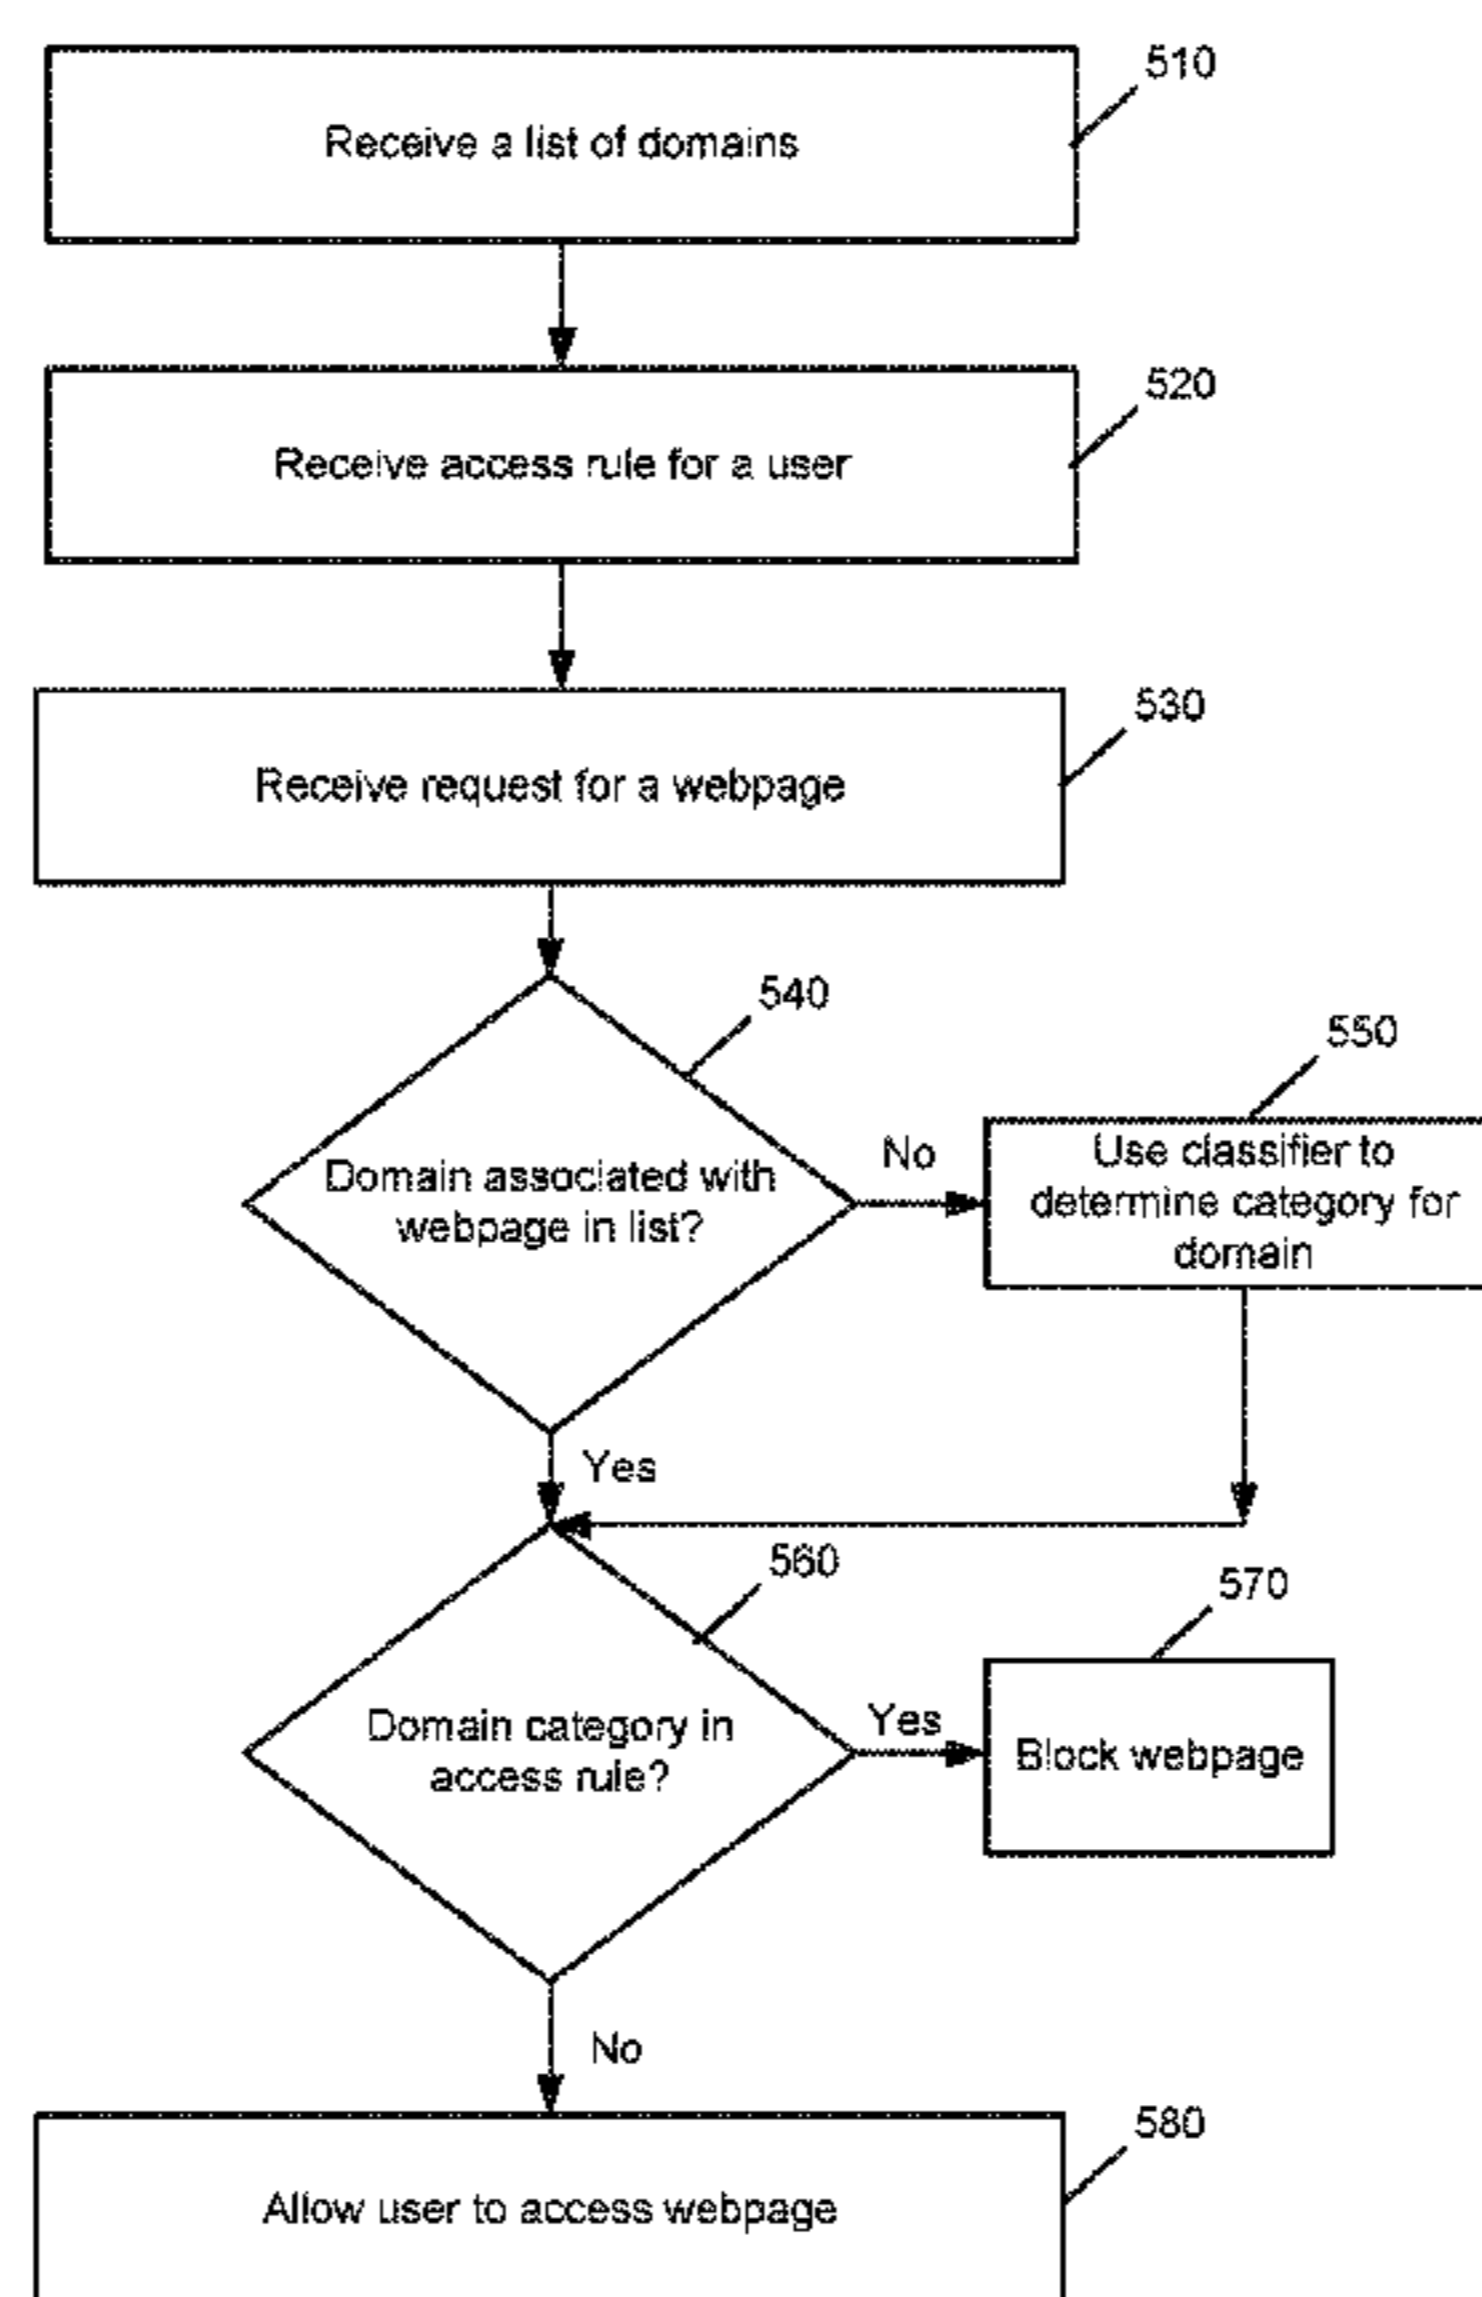 510
Receive a list of domains
520
Receive access rule for a user
530
Receive request for a webpage
540
Domain associated with
webpage in list?
No
550
Use classifier to
determine category for
domain
Yes
560
Domain category in
access rule?
Yes
570
Block webpage
No
580
Allow user to access webpage